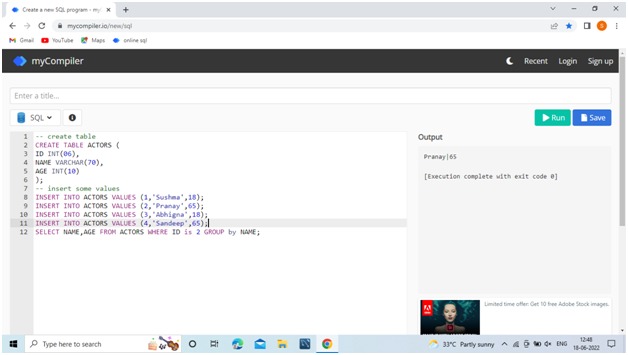 Create a new SQL program - my
mycompiler.io/new/sql
Gmail YouTube Maps online sql
myCompiler
Recent Login Sign up
Enter a title...
SQL
Run Save
Output
1 -- create table
2 CREATE TABLE ACTORS (
3 ID INT(06),
4 NAME VARCHAR(70),
5 AGE INT(10)
6 );
7 -- insert some values
8 INSERT INTO ACTORS VALUES (1,'Sushma',18);
9 INSERT INTO ACTORS VALUES (2,'Pranay',65);
10 INSERT INTO ACTORS VALUES (3,'Abhigna',18);
11 INSERT INTO ACTORS VALUES (4,'Sandeep',65);
12 SELECT NAME,AGE FROM ACTORS WHERE ID is 2 GROUP by NAME;
Pranay|65
[Execution complete with exit code 0]
Adobe
Limited time offer: Get 10 free Adobe Stock images.
Type here to search
33°C Partly sunny
ENG
12:48
18-06-2022